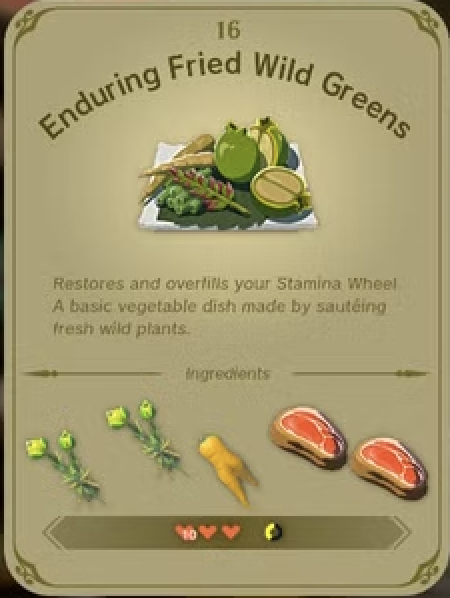 16
Enduring Fried Wild Greens
Restores and overfills your Stamina Wheel.
A basic vegetable dish made by sautéing
fresh wild plants.
Ingredients
10